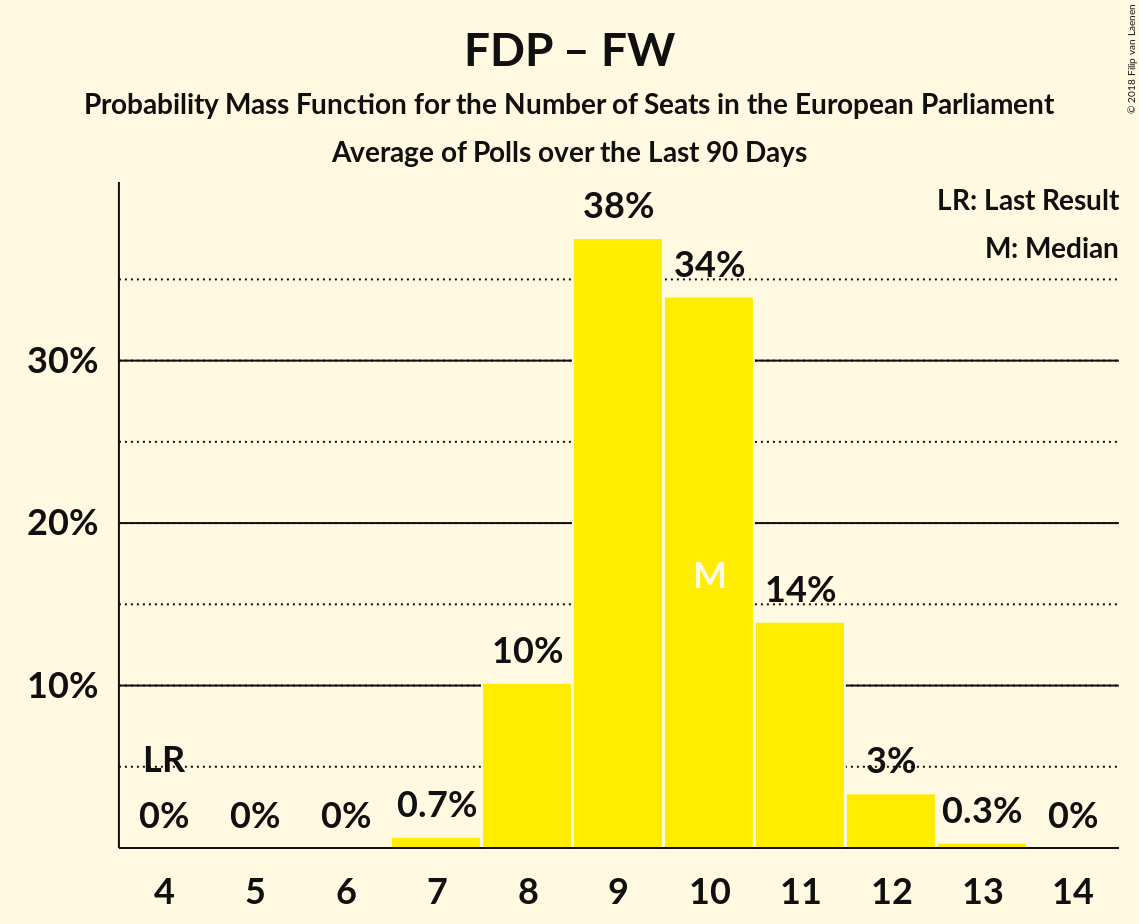 FDP – FW
Probability Mass Function for the Number of Seats in the European Parliament
Average of Polls over the Last 90 Days
© 2018 Filip van Laenen
LR: Last Result
M: Median
38%
34%
30%
20%
M
14%
10%
10%
LR
3%
0%
0%
0%
0.7%
0.3%
0%
4 5 6 7 8 9 10 11 12 13 14